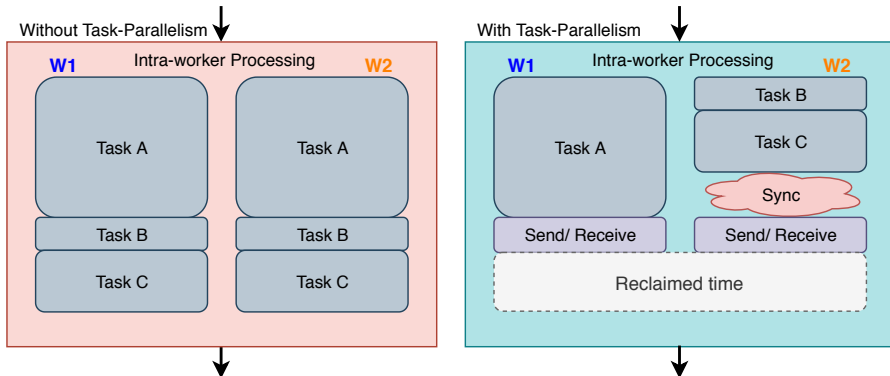 Without Task-Parallelism
Intra-worker Processing
W1
W2
Task A
Task A
Task B
Task B
Task C
Task C
With Task-Parallelism
Intra-worker Processing
W1
W2
Task A
Task B
Task C
Sync
Send/ Receive
Send/ Receive
Reclaimed time